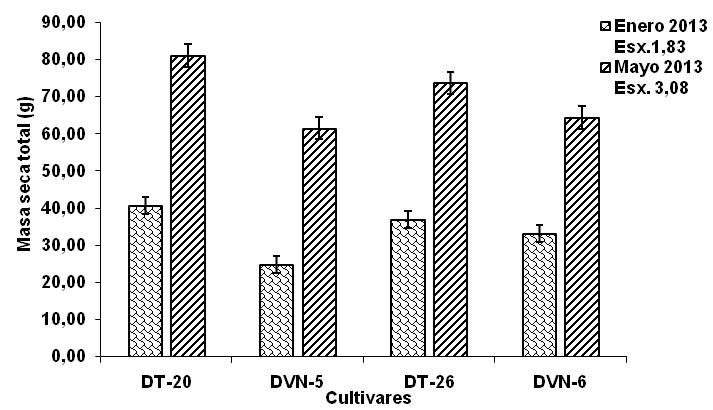 90,00
80,00
70,00
60,00
50,00
40,00
30,00
20,00
10,00
0,00
Masa seca total (g)
DT-20
DVN-5
DT-26
DVN-6
Cultivares
Enero 2013
Esx.1,83
Mayo 2013
Esx. 3,08